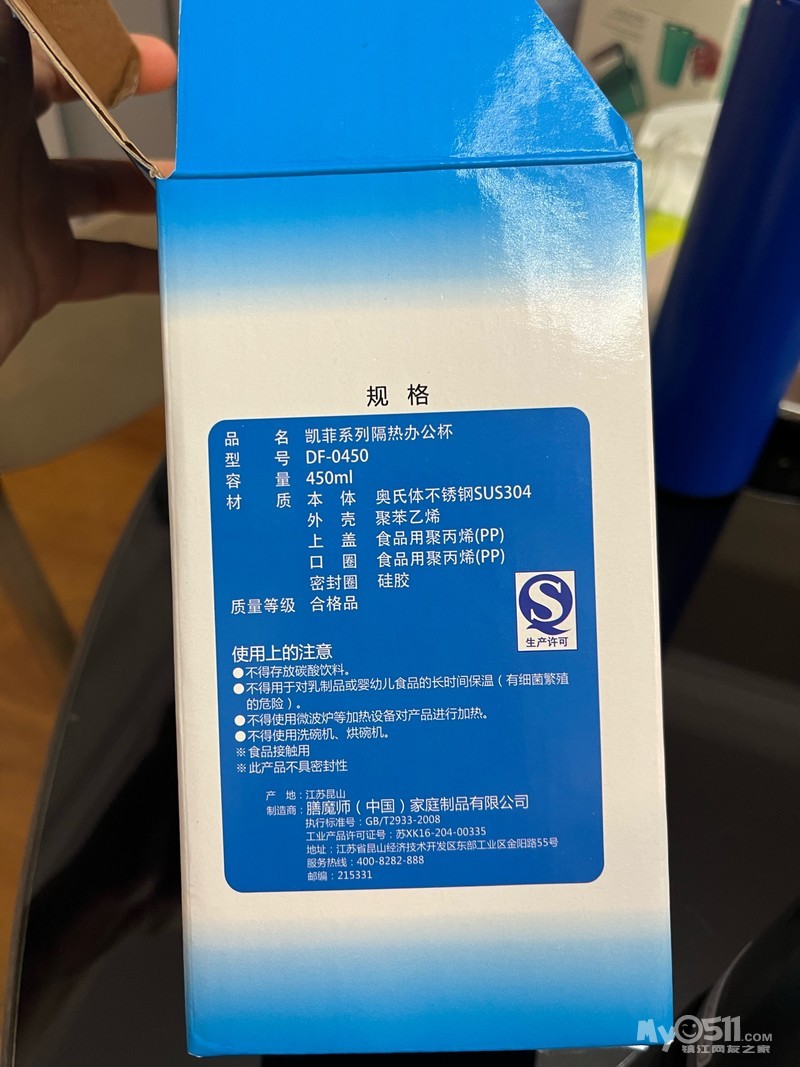 规 格
品 名 凯菲系列隔热办公杯
型 号 DF-0450
容 量 450ml
材 质 本 体 奥氏体不锈钢SUS304
外 壳 聚苯乙烯
上 盖 食品用聚丙烯(PP)
口 圈 食品用聚丙烯(PP)
密封圈 硅胶
质量等级 合格品
生产许可
使用上的注意
●不得存放碳酸饮料。
●不得用于对乳制品或婴幼儿食品的长时间保温（有细菌繁殖
的危险）。
●不得使用微波炉等加热设备对产品进行加热。
●不得使用洗碗机、烘碗机。
※食品接触用
※此产品不具密封性
产 地：江苏昆山
制造商：膳魔师（中国）家庭制品有限公司
执行标准号：GB/T2933-2008
工业产品许可证号：苏XK16-204-00335
地址：江苏省昆山经济技术开发区东部工业区金阳路55号
服务热线：400-8282-888
邮编：215331
MyO511.COM
镇江网友之家